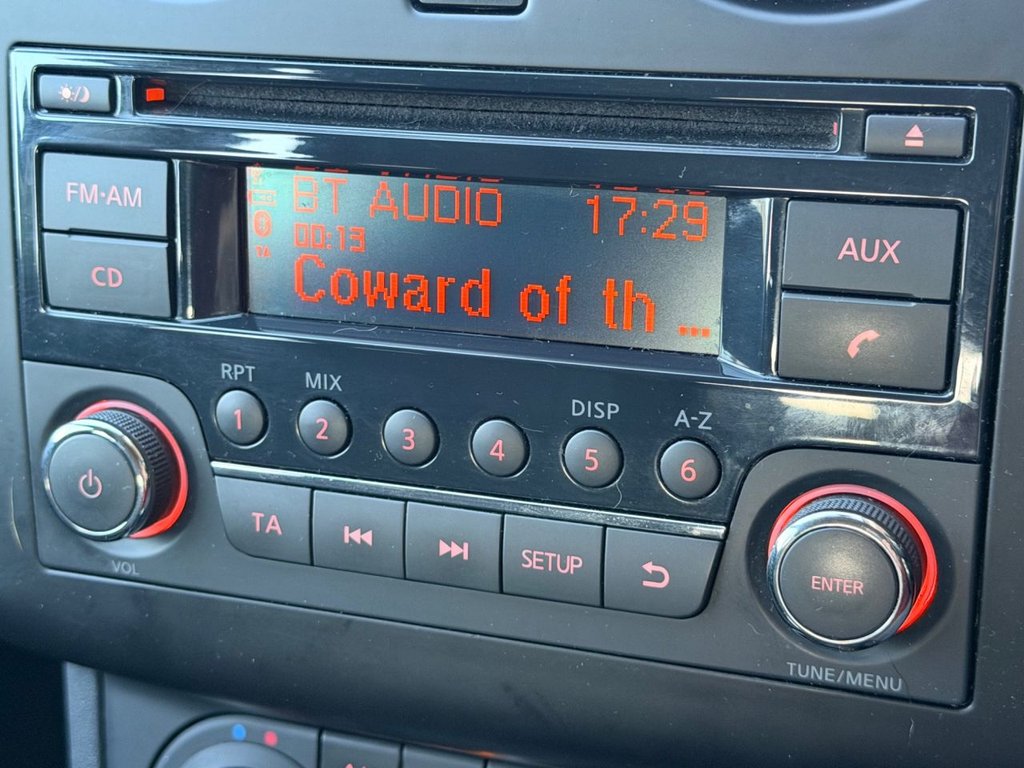 BT AUDIO 17:29
00:13
Coward of th ...
TA
FM·AM
CD
AUX
RPT MIX DISP A-Z
1 2 3 4 5 6
TA SETUP
ENTER
VOL
TUNE/MENU